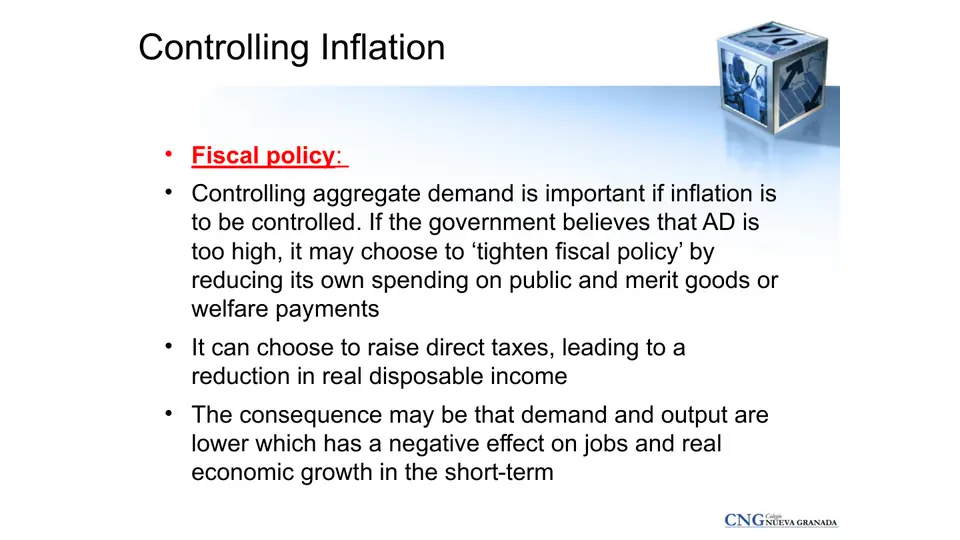 Controlling Inflation
%
• Fiscal policy:
• Controlling aggregate demand is important if inflation is
to be controlled. If the government believes that AD is
too high, it may choose to ‘tighten fiscal policy’ by
reducing its own spending on public and merit goods or
welfare payments
• It can choose to raise direct taxes, leading to a
reduction in real disposable income
• The consequence may be that demand and output are
lower which has a negative effect on jobs and real
economic growth in the short-term
CNG Colegio
NUEVA GRANADA